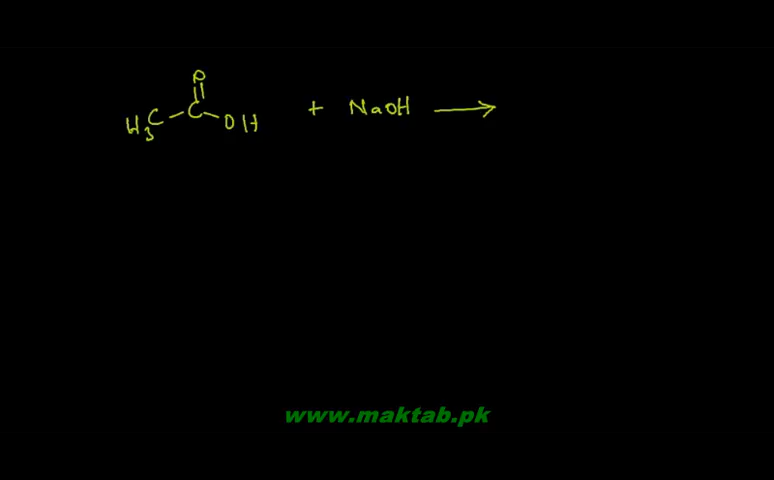 O
H₃C - C - OH + NaOH ⟶
www.maktab.pk